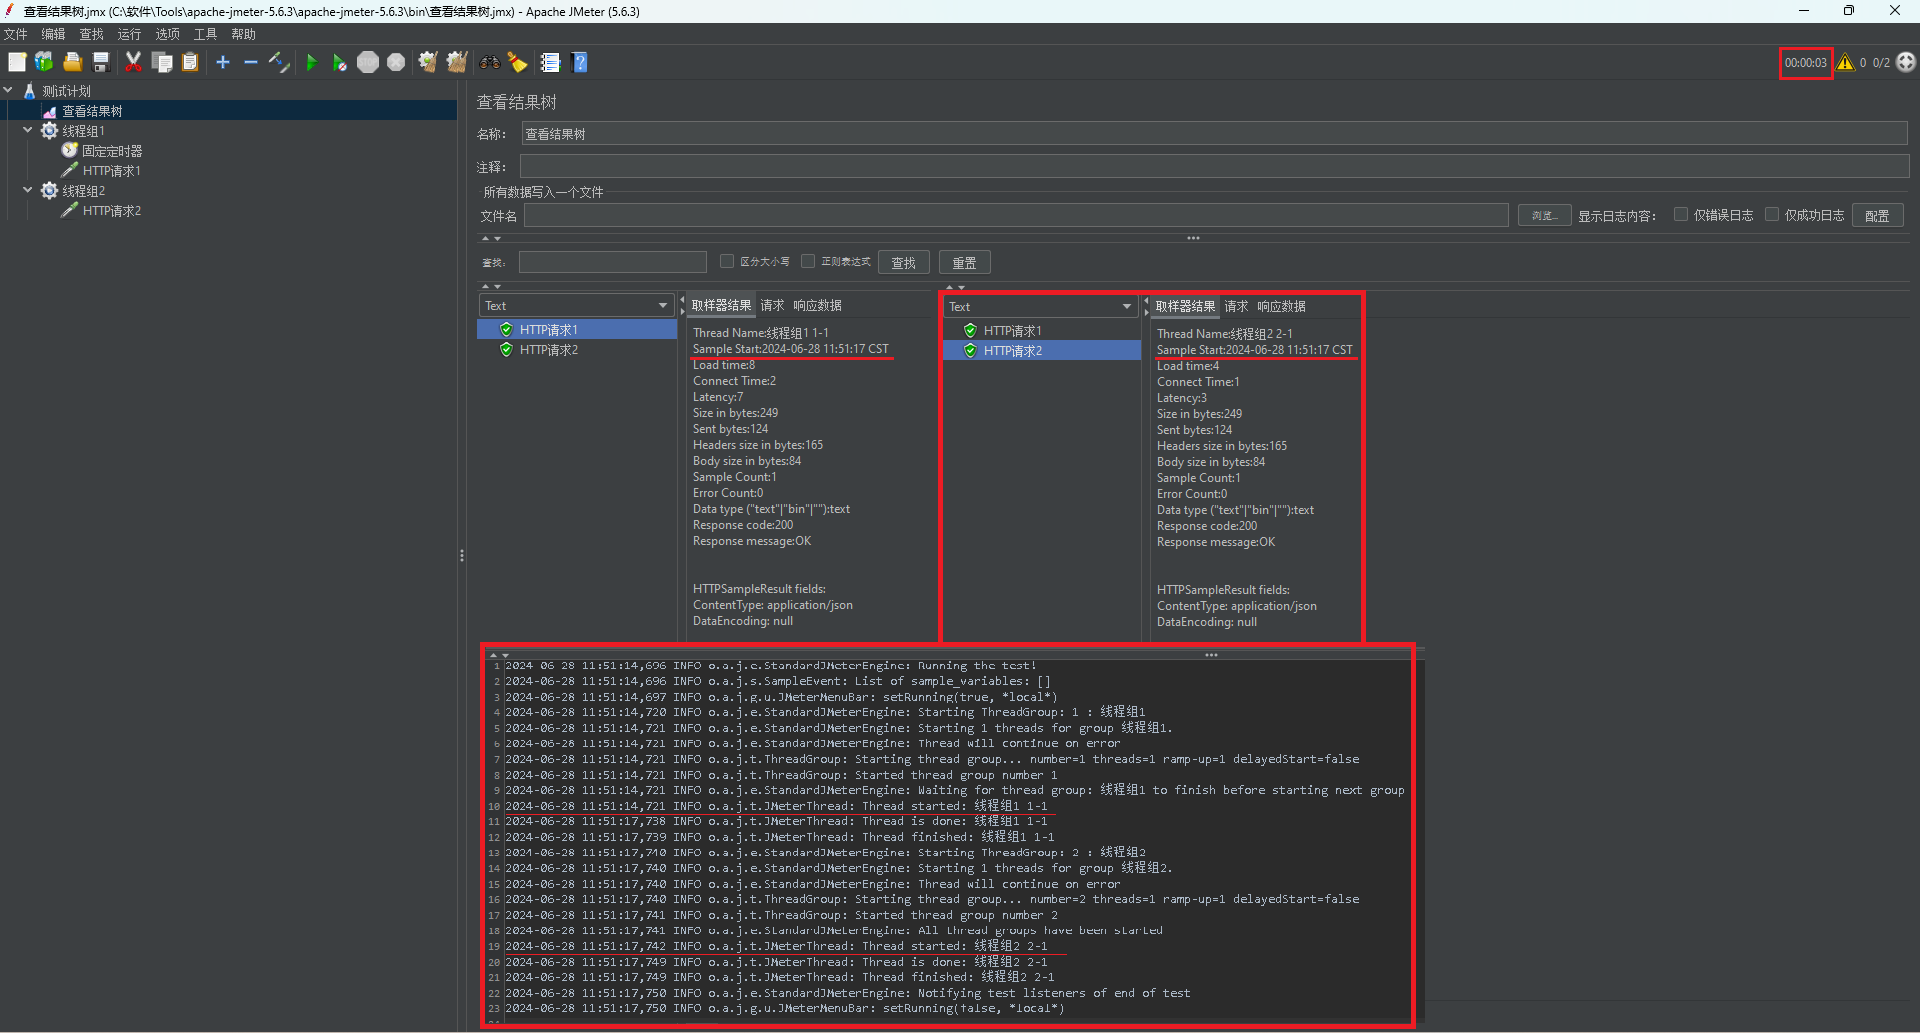 查看结果树.jmx (C:\软件\Tools\apache-jmeter-5.6.3\apache-jmeter-5.6.3\bin\查看结果树.jmx) - Apache JMeter (5.6.3)
文件 编辑 查找 运行 选项 工具 帮助
00:00:03 0 0/2
测试计划
查看结果树
线程组1
固定定时器
HTTP请求1
线程组2
HTTP请求2
查看结果树
名称: 查看结果树
注释:
所有数据写入一个文件
文件名 浏览... 显示日志内容: 仅错误日志 仅成功日志 配置
查找: 区分大小写 正则表达式 查找 重置
Text
HTTP请求1
HTTP请求2
取样器结果 请求 响应数据
Thread Name:线程组1 1-1
Sample Start:2024-06-28 11:51:17 CST
Load time:8
Connect Time:2
Latency:7
Size in bytes:249
Sent bytes:124
Headers size in bytes:165
Body size in bytes:84
Sample Count:1
Error Count:0
Data type ("text"|"bin"|""):text
Response code:200
Response message:OK
HTTPSampleResult fields:
ContentType: application/json
DataEncoding: null
Text
HTTP请求1
HTTP请求2
取样器结果 请求 响应数据
Thread Name:线程组2 2-1
Sample Start:2024-06-28 11:51:17 CST
Load time:4
Connect Time:1
Latency:3
Size in bytes:249
Sent bytes:124
Headers size in bytes:165
Body size in bytes:84
Sample Count:1
Error Count:0
Data type ("text"|"bin"|""):text
Response code:200
Response message:OK
HTTPSampleResult fields:
ContentType: application/json
DataEncoding: null
1 2024-06-28 11:51:14,696 INFO o.a.j.e.StandardJMeterEngine: Running the test!
2 2024-06-28 11:51:14,696 INFO o.a.j.s.SampleEvent: List of sample_variables: []
3 2024-06-28 11:51:14,697 INFO o.a.j.g.u.JMeterMenuBar: setRunning(true, *local*)
4 2024-06-28 11:51:14,720 INFO o.a.j.e.StandardJMeterEngine: Starting ThreadGroup: 1 : 线程组1
5 2024-06-28 11:51:14,721 INFO o.a.j.e.StandardJMeterEngine: Starting 1 threads for group 线程组1.
6 2024-06-28 11:51:14,721 INFO o.a.j.e.StandardJMeterEngine: Thread will continue on error
7 2024-06-28 11:51:14,721 INFO o.a.j.t.ThreadGroup: Starting thread group... number=1 threads=1 ramp-up=1 delayedStart=false
8 2024-06-28 11:51:14,721 INFO o.a.j.t.ThreadGroup: Started thread group number 1
9 2024-06-28 11:51:14,721 INFO o.a.j.e.StandardJMeterEngine: Waiting for thread group: 线程组1 to finish before starting next group
10 2024-06-28 11:51:14,721 INFO o.a.j.t.JMeterThread: Thread started: 线程组1 1-1
11 2024-06-28 11:51:17,738 INFO o.a.j.t.JMeterThread: Thread is done: 线程组1 1-1
12 2024-06-28 11:51:17,739 INFO o.a.j.t.JMeterThread: Thread finished: 线程组1 1-1
13 2024-06-28 11:51:17,740 INFO o.a.j.e.StandardJMeterEngine: Starting ThreadGroup: 2 : 线程组2
14 2024-06-28 11:51:17,740 INFO o.a.j.e.StandardJMeterEngine: Starting 1 threads for group 线程组2.
15 2024-06-28 11:51:17,740 INFO o.a.j.e.StandardJMeterEngine: Thread will continue on error
16 2024-06-28 11:51:17,740 INFO o.a.j.t.ThreadGroup: Starting thread group... number=2 threads=1 ramp-up=1 delayedStart=false
17 2024-06-28 11:51:17,741 INFO o.a.j.t.ThreadGroup: Started thread group number 2
18 2024-06-28 11:51:17,741 INFO o.a.j.e.StandardJMeterEngine: All thread groups have been started
19 2024-06-28 11:51:17,742 INFO o.a.j.t.JMeterThread: Thread started: 线程组2 2-1
20 2024-06-28 11:51:17,749 INFO o.a.j.t.JMeterThread: Thread is done: 线程组2 2-1
21 2024-06-28 11:51:17,749 INFO o.a.j.t.JMeterThread: Thread finished: 线程组2 2-1
22 2024-06-28 11:51:17,750 INFO o.a.j.e.StandardJMeterEngine: Notifying test listeners of end of test
23 2024-06-28 11:51:17,750 INFO o.a.j.g.u.JMeterMenuBar: setRunning(false, *local*)